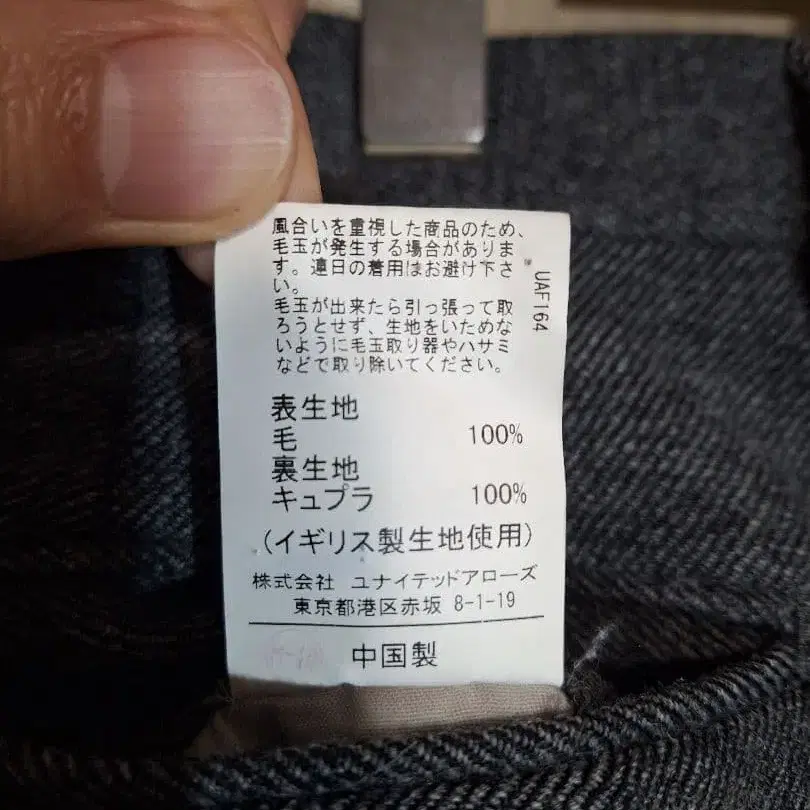 風合いを重視した商品のため、
毛玉が発生する場合がありま
す。連日の着用はお避け下さ
い。
毛玉が出来たら引っ張って取
ろうとせず、生地をいためな
いように毛玉取り器やハサミ
などで取り除いてください。
UAF164
表生地
毛 100%
裏生地
キュプラ 100%
(イギリス製生地使用)
株式会社 ユナイテッドアローズ
東京都港区赤坂 8-1-19
中国製